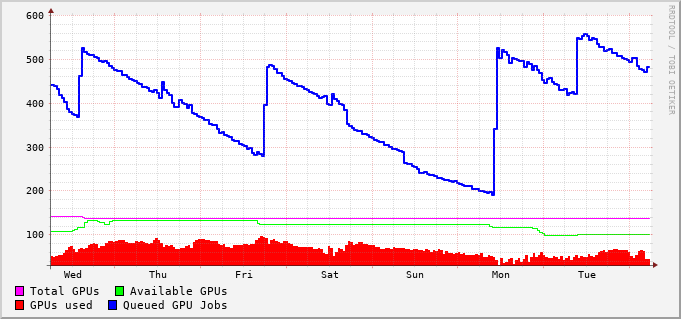 600
500
400
300
200
100
Wed Thu Fri Sat Sun Mon Tue
Total GPUs Available GPUs
GPUs used Queued GPU Jobs
RRDTOOL / TOBI OETIKER